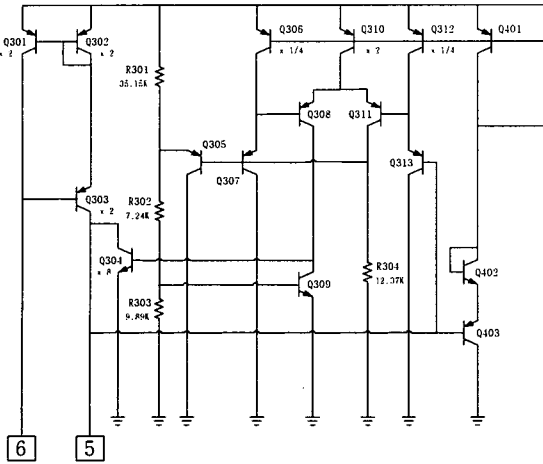 Q301
x 2
Q302
x 2
R301
35.15K
Q306
x 1/4
Q310
x 2
Q312
x 1/4
Q401
Q308
Q311
Q305
Q307
Q313
Q303
x 2
R302
7.24K
Q304
x 8
R303
9.89K
Q309
R304
12.37K
Q402
Q403
6
5